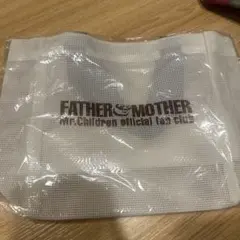 FATHER & MOTHER
Mr.Children official fan club